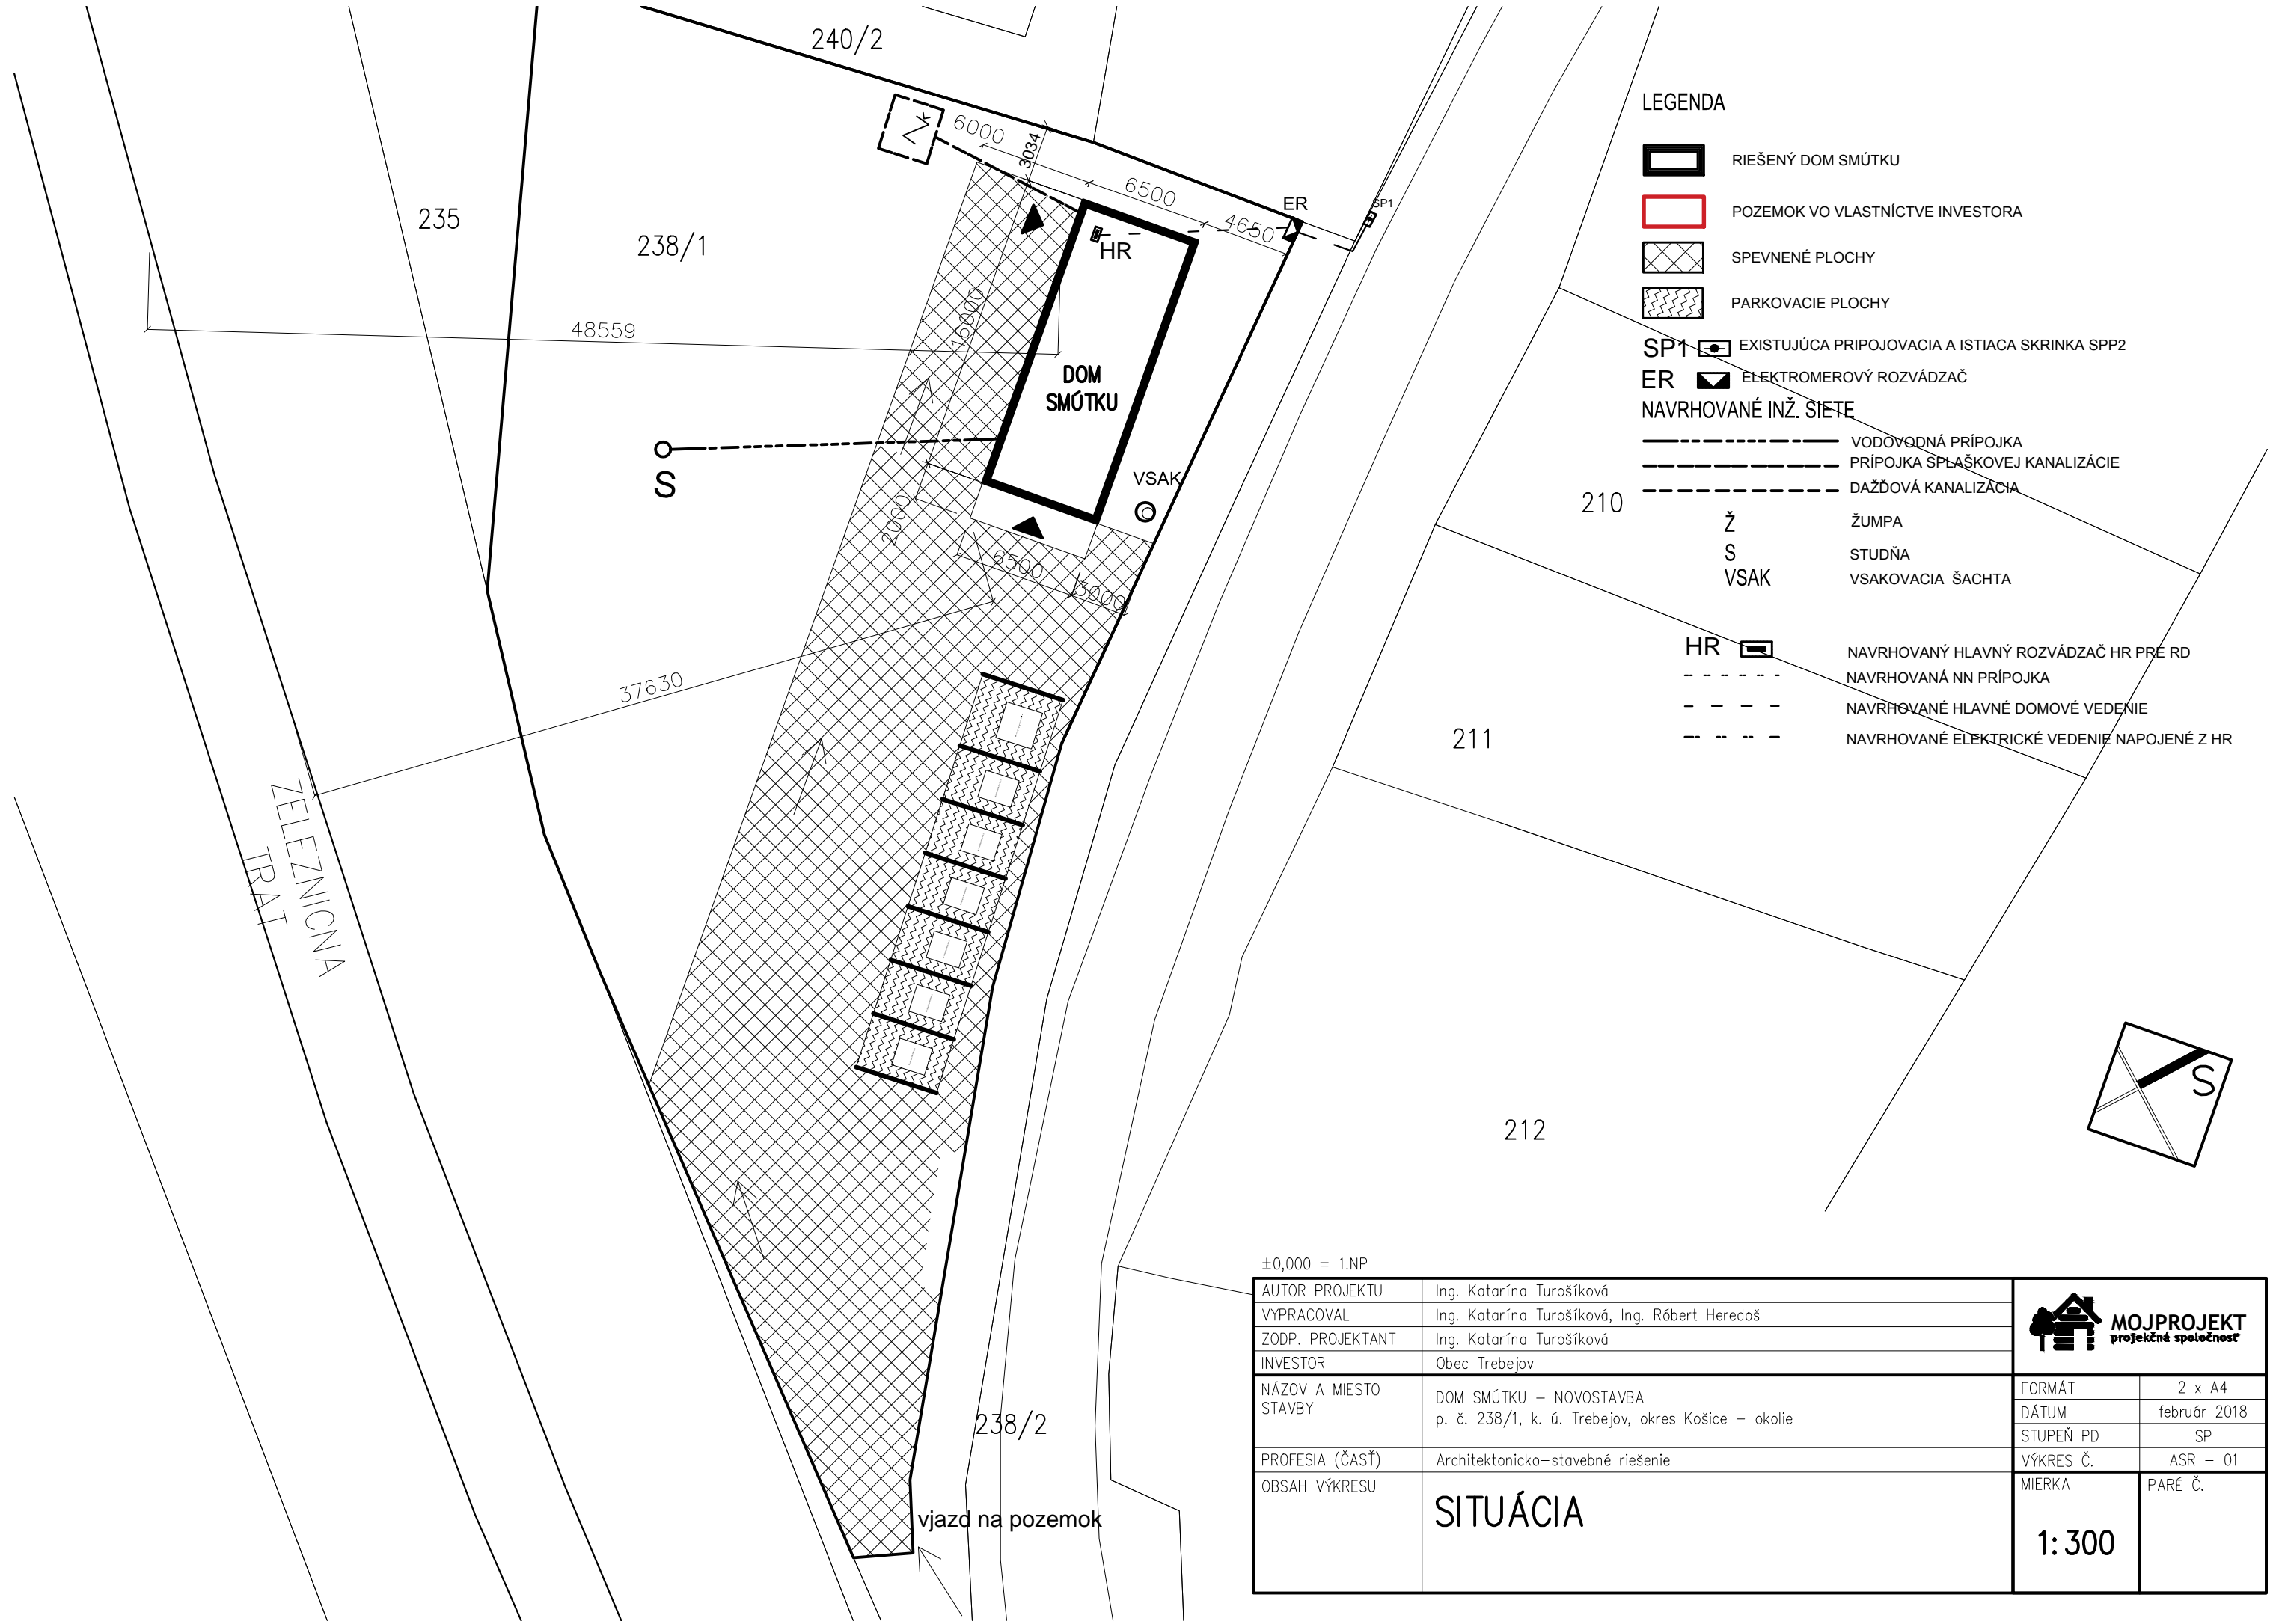 240/2
6000
3034
6500
4650
ER
SP1
HR
235
238/1
48559
16000
DOM
SMÚTKU
S
VSAK
2000
6500
3000
37630
ZELEZNICNA
TRAT
210
211
212
238/2
vjazd na pozemok
LEGENDA
RIEŠENÝ DOM SMÚTKU
POZEMOK VO VLASTNÍCTVE INVESTORA
SPEVNENÉ PLOCHY
PARKOVACIE PLOCHY
SP1 EXISTUJÚCA PRIPOJOVACIA A ISTIACA SKRINKA SPP2
ER ELEKTROMEROVÝ ROZVÁDZAČ
NAVRHOVANÉ INŽ. SIETE
VODOVODNÁ PRÍPOJKA
PRÍPOJKA SPLAŠKOVEJ KANALIZÁCIE
DAŽĎOVÁ KANALIZÁCIA
Ž ŽUMPA
S STUDŇA
VSAK VSAKOVACIA ŠACHTA
HR NAVRHOVANÝ HLAVNÝ ROZVÁDZAČ HR PRE RD
NAVRHOVANÁ NN PRÍPOJKA
NAVRHOVANÉ HLAVNÉ DOMOVÉ VEDENIE
NAVRHOVANÉ ELEKTRICKÉ VEDENIE NAPOJENÉ Z HR
S
±0,000 = 1.NP
AUTOR PROJEKTU Ing. Katarína Turošíková
VYPRACOVAL Ing. Katarína Turošíková, Ing. Róbert Heredoš
ZODP. PROJEKTANT Ing. Katarína Turošíková
INVESTOR Obec Trebejov
MOJPROJEKT
projekčná spoločnosť
NÁZOV A MIESTO
STAVBY
DOM SMÚTKU – NOVOSTAVBA
p. č. 238/1, k. ú. Trebejov, okres Košice – okolie
PROFESIA (ČASŤ) Architektonicko–stavebné riešenie
OBSAH VÝKRESU
SITUÁCIA
FORMÁT 2 x A4
DÁTUM február 2018
STUPEŇ PD SP
VÝKRES Č. ASR – 01
MIERKA PARÉ Č.
1:300